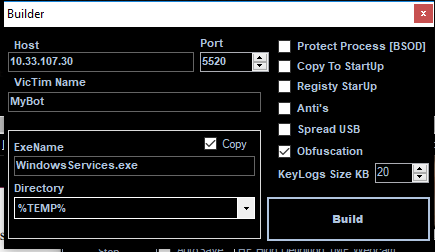 Builder
Host
Port
10.33.107.30
5520
VicTim Name
MyBot
Protect Process [BSOD]
Copy To StartUp
Registy StarUp
Anti's
Spread USB
Obfuscation
KeyLogs Size KB
20
ExeName
Copy
WindowsServices.exe
Directory
%TEMP%
Build